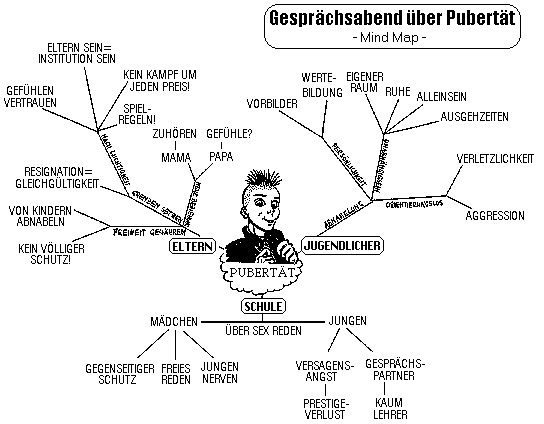 Gesprächsabend über Pubertät
- Mind Map -
ELTERN SEIN=
INSTITUTION SEIN
GEFÜHLEN
VERTRAUEN
KEIN KAMPF UM
JEDEN PREIS!
SPIEL-
REGELN!
ZUHÖREN
MAMA
GEFÜHLE?
PAPA
RESIGNATION=
GLEICHGÜLTIGKEIT
VON KINDERN
ABNABELN
KEIN VÖLLIGER
SCHUTZ!
GRENZEN SETZEN
FREIHEIT GEWÄHREN
ELTERN
VORBILDER
WERTE-
BILDUNG
EIGENER
RAUM
RUHE
ALLEINSEIN
AUSGEHZEITEN
VERLETZLICHKEIT
AGGRESSION
PERSÖNLICHKEIT
ABNABELUNG
ORIENTIERUNGSLOS
JUGENDLICHER
PUBERTÄT
SCHULE
MÄDCHEN
ÜBER SEX REDEN
JUNGEN
GEGENSEITIGER
SCHUTZ
FREIES
REDEN
JUNGEN
NERVEN
VERSAGENS-
ANGST
PRESTIGE-
VERLUST
GESPRÄCHS-
PARTNER
KAUM
LEHRER